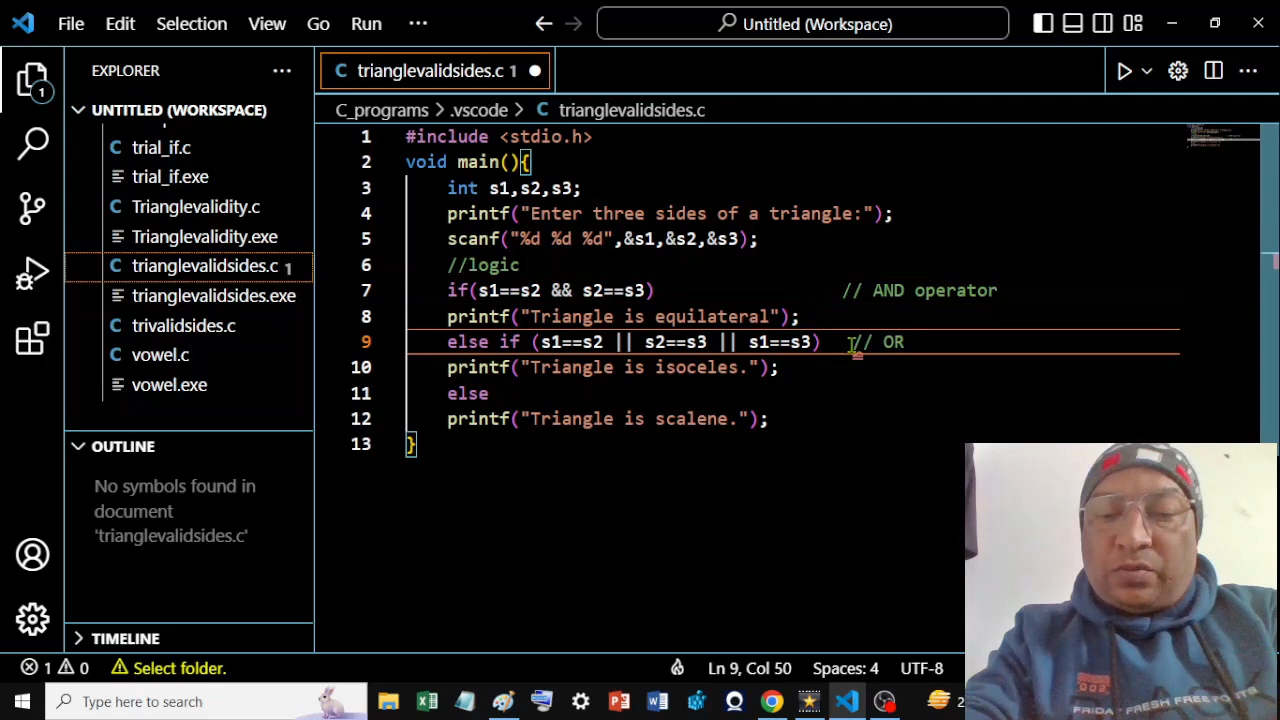 File Edit Selection View Go Run ··· Untitled (Workspace)
EXPLORER ···
1
UNTITLED (WORKSPACE)
trial_if.c
trial_if.exe
Trianglevalidity.c
Trianglevalidity.exe
trianglevalidsides.c 1
trianglevalidsides.exe
trivalidsides.c
vowel.c
vowel.exe
OUTLINE
No symbols found in
document
'trianglevalidsides.c'
TIMELINE
C trianglevalidsides.c 1
C_programs > .vscode > C trianglevalidsides.c
1 #include <stdio.h>
2 void main(){
3 int s1,s2,s3;
4 printf("Enter three sides of a triangle:");
5 scanf("%d %d %d",&s1,&s2,&s3);
6 //logic
7 if(s1==s2 && s2==s3) // AND operator
8 printf("Triangle is equilateral");
9 else if (s1==s2 || s2==s3 || s1==s3) // OR
10 printf("Triangle is isoceles.");
11 else
12 printf("Triangle is scalene.");
13 }
1 0 Select folder. Ln 9, Col 50 Spaces: 4 UTF-8
Type here to search
FRIDA · FRESH FREE